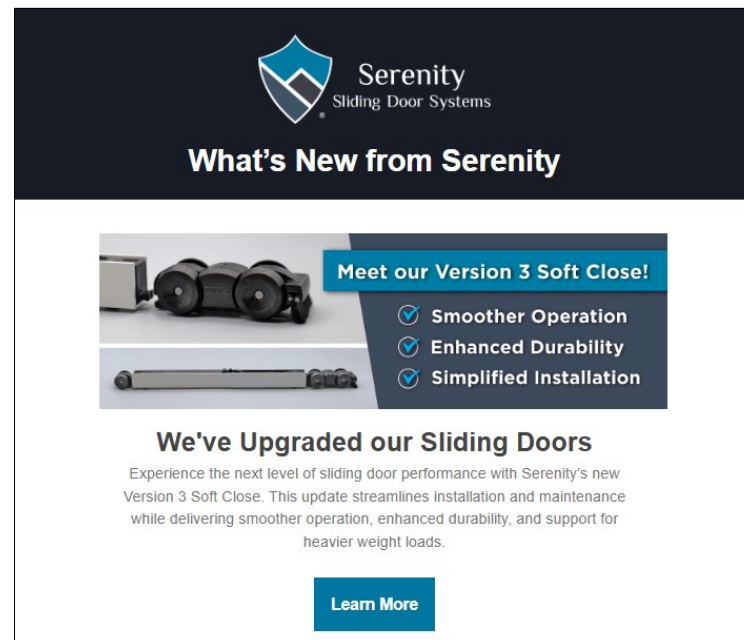 Serenity
Sliding Door Systems
®
What's New from Serenity
Meet our Version 3 Soft Close!
Smoother Operation
Enhanced Durability
Simplified Installation
We've Upgraded our Sliding Doors
Experience the next level of sliding door performance with Serenity's new
Version 3 Soft Close. This update streamlines installation and maintenance
while delivering smoother operation, enhanced durability, and support for
heavier weight loads.
Learn More